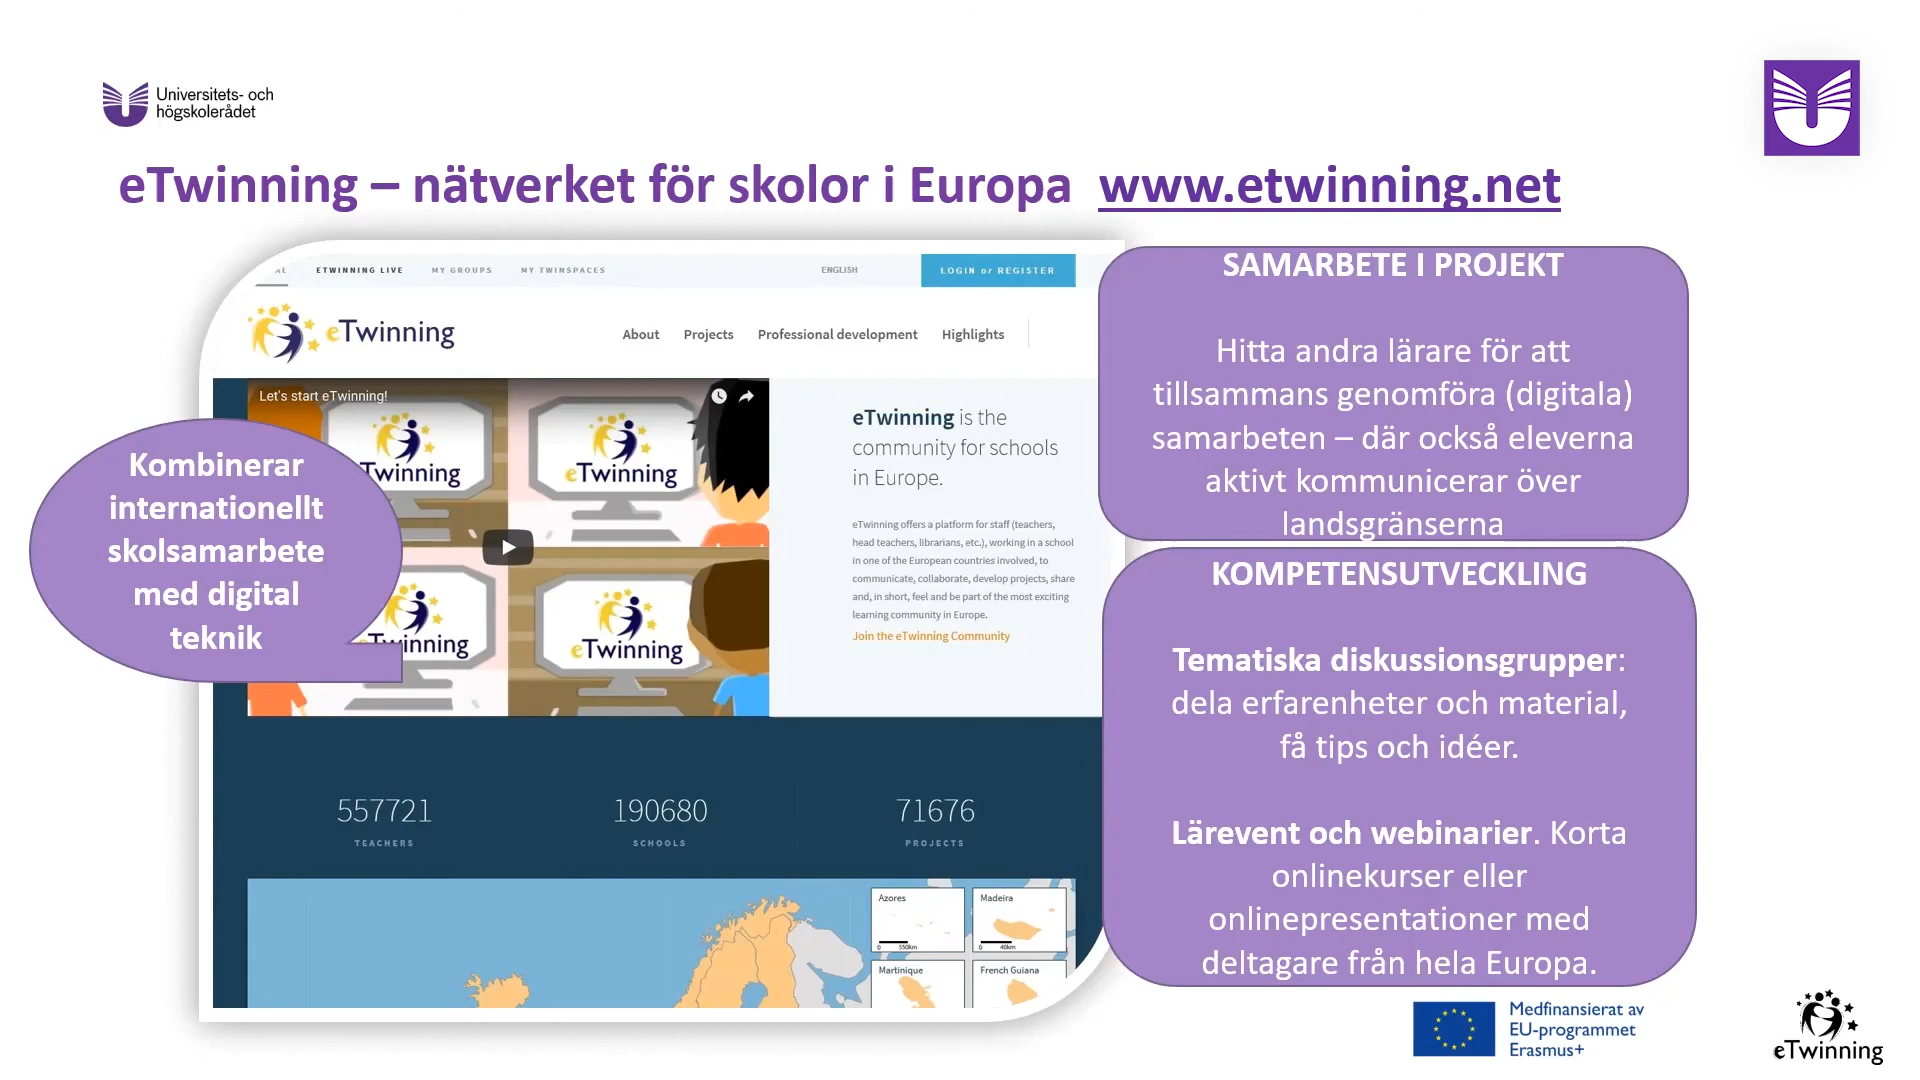 Universitets- och
högskolerådet
eTwinning – nätverket för skolor i Europa www.etwinning.net
ETWINNING LIVE MY GROUPS MY TWINSPACES ENGLISH LOGIN or REGISTER
eTwinning
About Projects Professional development Highlights
Let's start eTwinning!
eTwinning
eTwinning
eTwinning
eTwinning is the
community for schools
in Europe.
eTwinning offers a platform for staff (teachers,
head teachers, librarians, etc.), working in a school
in one of the European countries involved, to
communicate, collaborate, develop projects, share
and, in short, feel and be part of the most exciting
learning community in Europe.
Join the eTwinning Community
557721 190680 71676
TEACHERS SCHOOLS PROJECTS
Azores Madeira
0 550km 0 40km
Martinique French Guiana
Kombinerar
internationellt
skolsamarbete
med digital
teknik
SAMARBETE I PROJEKT
Hitta andra lärare för att
tillsammans genomföra (digitala)
samarbeten – där också eleverna
aktivt kommunicerar över
landsgränserna
KOMPETENSUTVECKLING
Tematiska diskussionsgrupper:
dela erfarenheter och material,
få tips och idéer.
Lärevent och webinarier. Korta
onlinekurser eller
onlinepresentationer med
deltagare från hela Europa.
Medfinansierat av
EU-programmet
Erasmus+
eTwinning